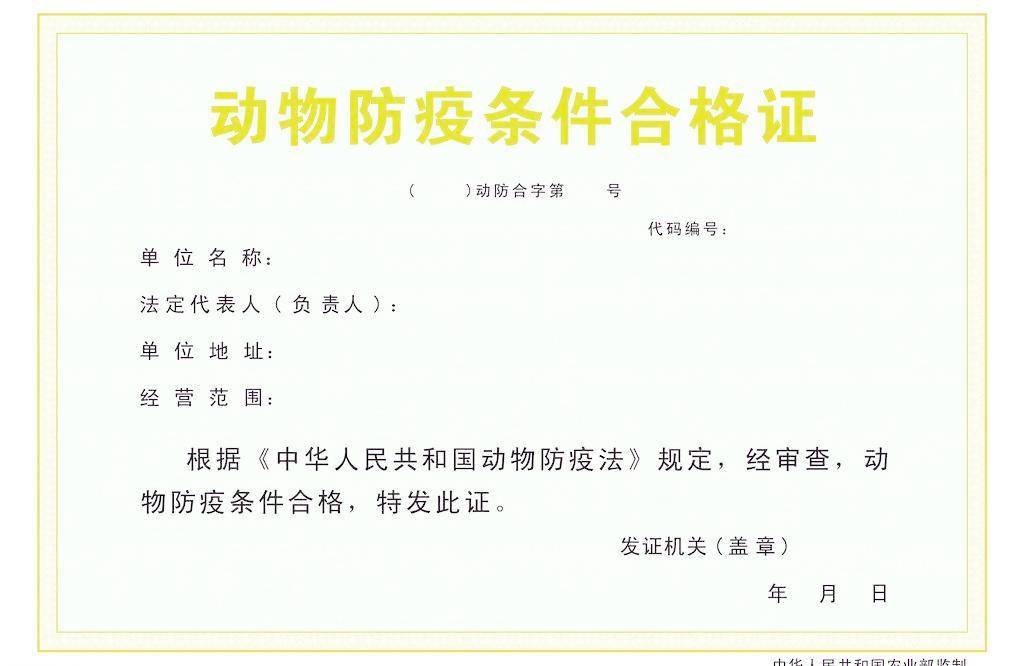 动物防疫条件合格证
（ ）动防合字第 号
代码编号：
单位名称：
法定代表人（负责人）：
单位地址：
经营范围：
根据《中华人民共和国动物防疫法》规定，经审查，动
物防疫条件合格，特发此证。
发证机关（盖章）
年 月 日
中华人民共和国农业部监制